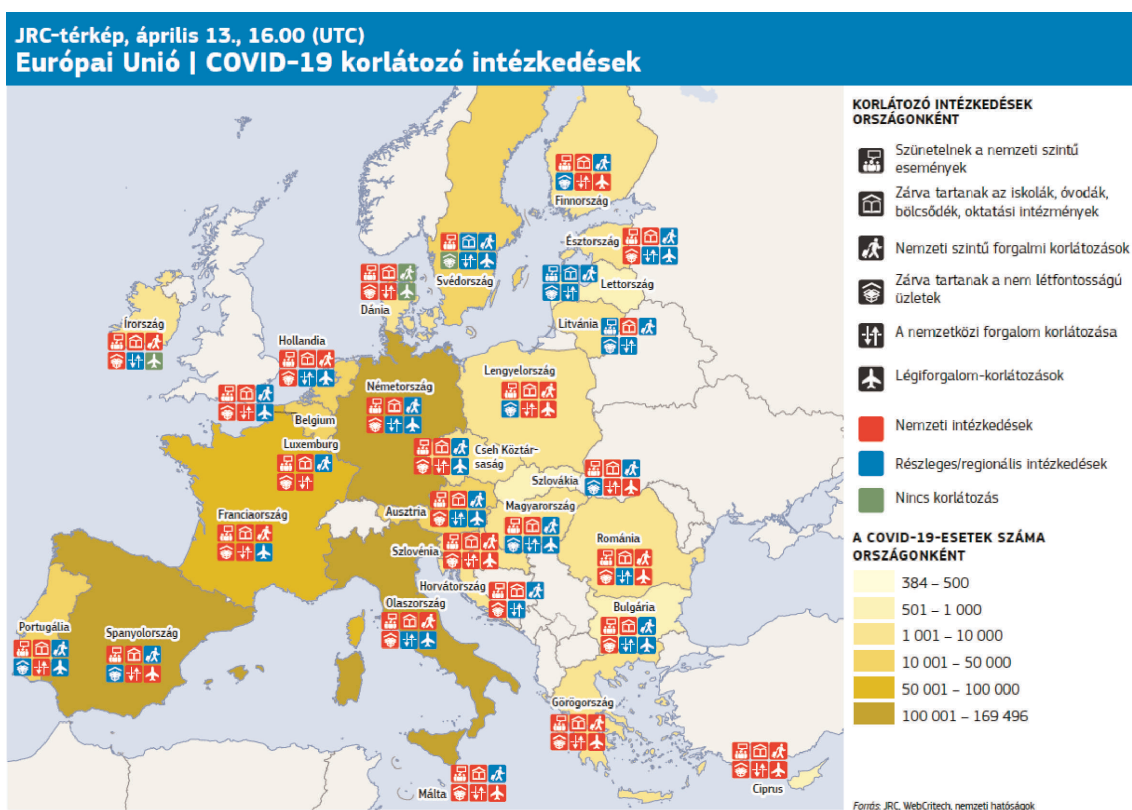 JRC-térkép, április 13., 16.00 (UTC)
Európai Unió | COVID-19 korlátozó intézkedések
Finnország
Észtország
Svédország
Lettország
Dánia
Litvánia
Írország
Hollandia
Lengyelország
Németország
Belgium
Luxemburg
Cseh Köztár-
saság
Szlovákia
Magyarország
Ausztria
Franciaország
Románia
Szlovénia
Horvátország
Olaszország
Bulgária
Portugália
Spanyolország
Görögország
Málta
Ciprus
KORLÁTOZÓ INTÉZKEDÉSEK
ORSZÁGONKÉNT
Szünetelnek a nemzeti szintű
események
Zárva tartanak az iskolák, óvodák,
bölcsődék, oktatási intézmények
Nemzeti szintű forgalmi korlátozások
Zárva tartanak a nem létfontosságú
üzletek
A nemzetközi forgalom korlátozása
Légiforgalom-korlátozások
Nemzeti intézkedések
Részleges/regionális intézkedések
Nincs korlátozás
A COVID-19-ESETEK SZÁMA
ORSZÁGONKÉNT
384 – 500
501 – 1 000
1 001 – 10 000
10 001 – 50 000
50 001 – 100 000
100 001 – 169 496
Forrás: JRC, WebCritech, nemzeti hatóságok